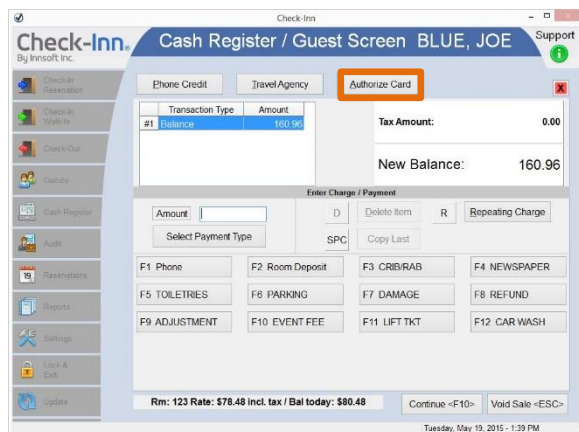 Check-Inn
Check-Inn®
By Innsoft Inc.
Cash Register / Guest Screen BLUE, JOE
Support
Check-In
Reservation
Check-In
Walk-In
Check-Out
Guests
Cash Register
Audit
19
Reservations
Reports
Settings
Lock &
Exit
Update
Phone Credit
Travel Agency
Authorize Card
X
Transaction Type Amount
#1 Balance 160.96
Tax Amount: 0.00
New Balance: 160.96
Enter Charge / Payment
Amount
D
Delete Item
R
Repeating Charge
Select Payment Type
SPC
Copy Last
F1 Phone
F2 Room Deposit
F3 CRIB/RAB
F4 NEWSPAPER
F5 TOILETRIES
F6 PARKING
F7 DAMAGE
F8 REFUND
F9 ADJUSTMENT
F10 EVENT FEE
F11 LIFT TKT
F12 CAR WASH
Rm: 123 Rate: $78.48 incl. tax / Bal today: $80.48
Continue <F10>
Void Sale <ESC>
Tuesday, May 19, 2015 - 1:39 PM